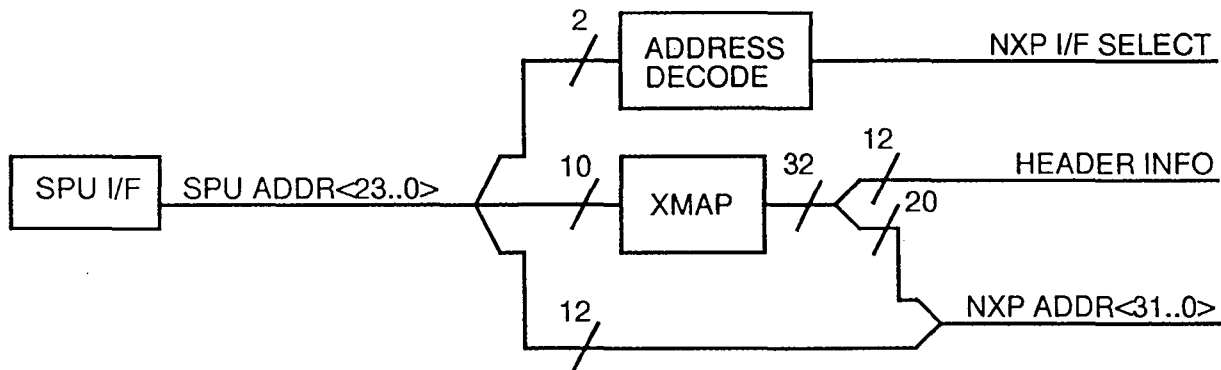 2
ADDRESS
DECODE
NXP I/F SELECT
SPU I/F
SPU ADDR<23..0>
10
XMAP
32
12
HEADER INFO
20
12
NXP ADDR<31..0>